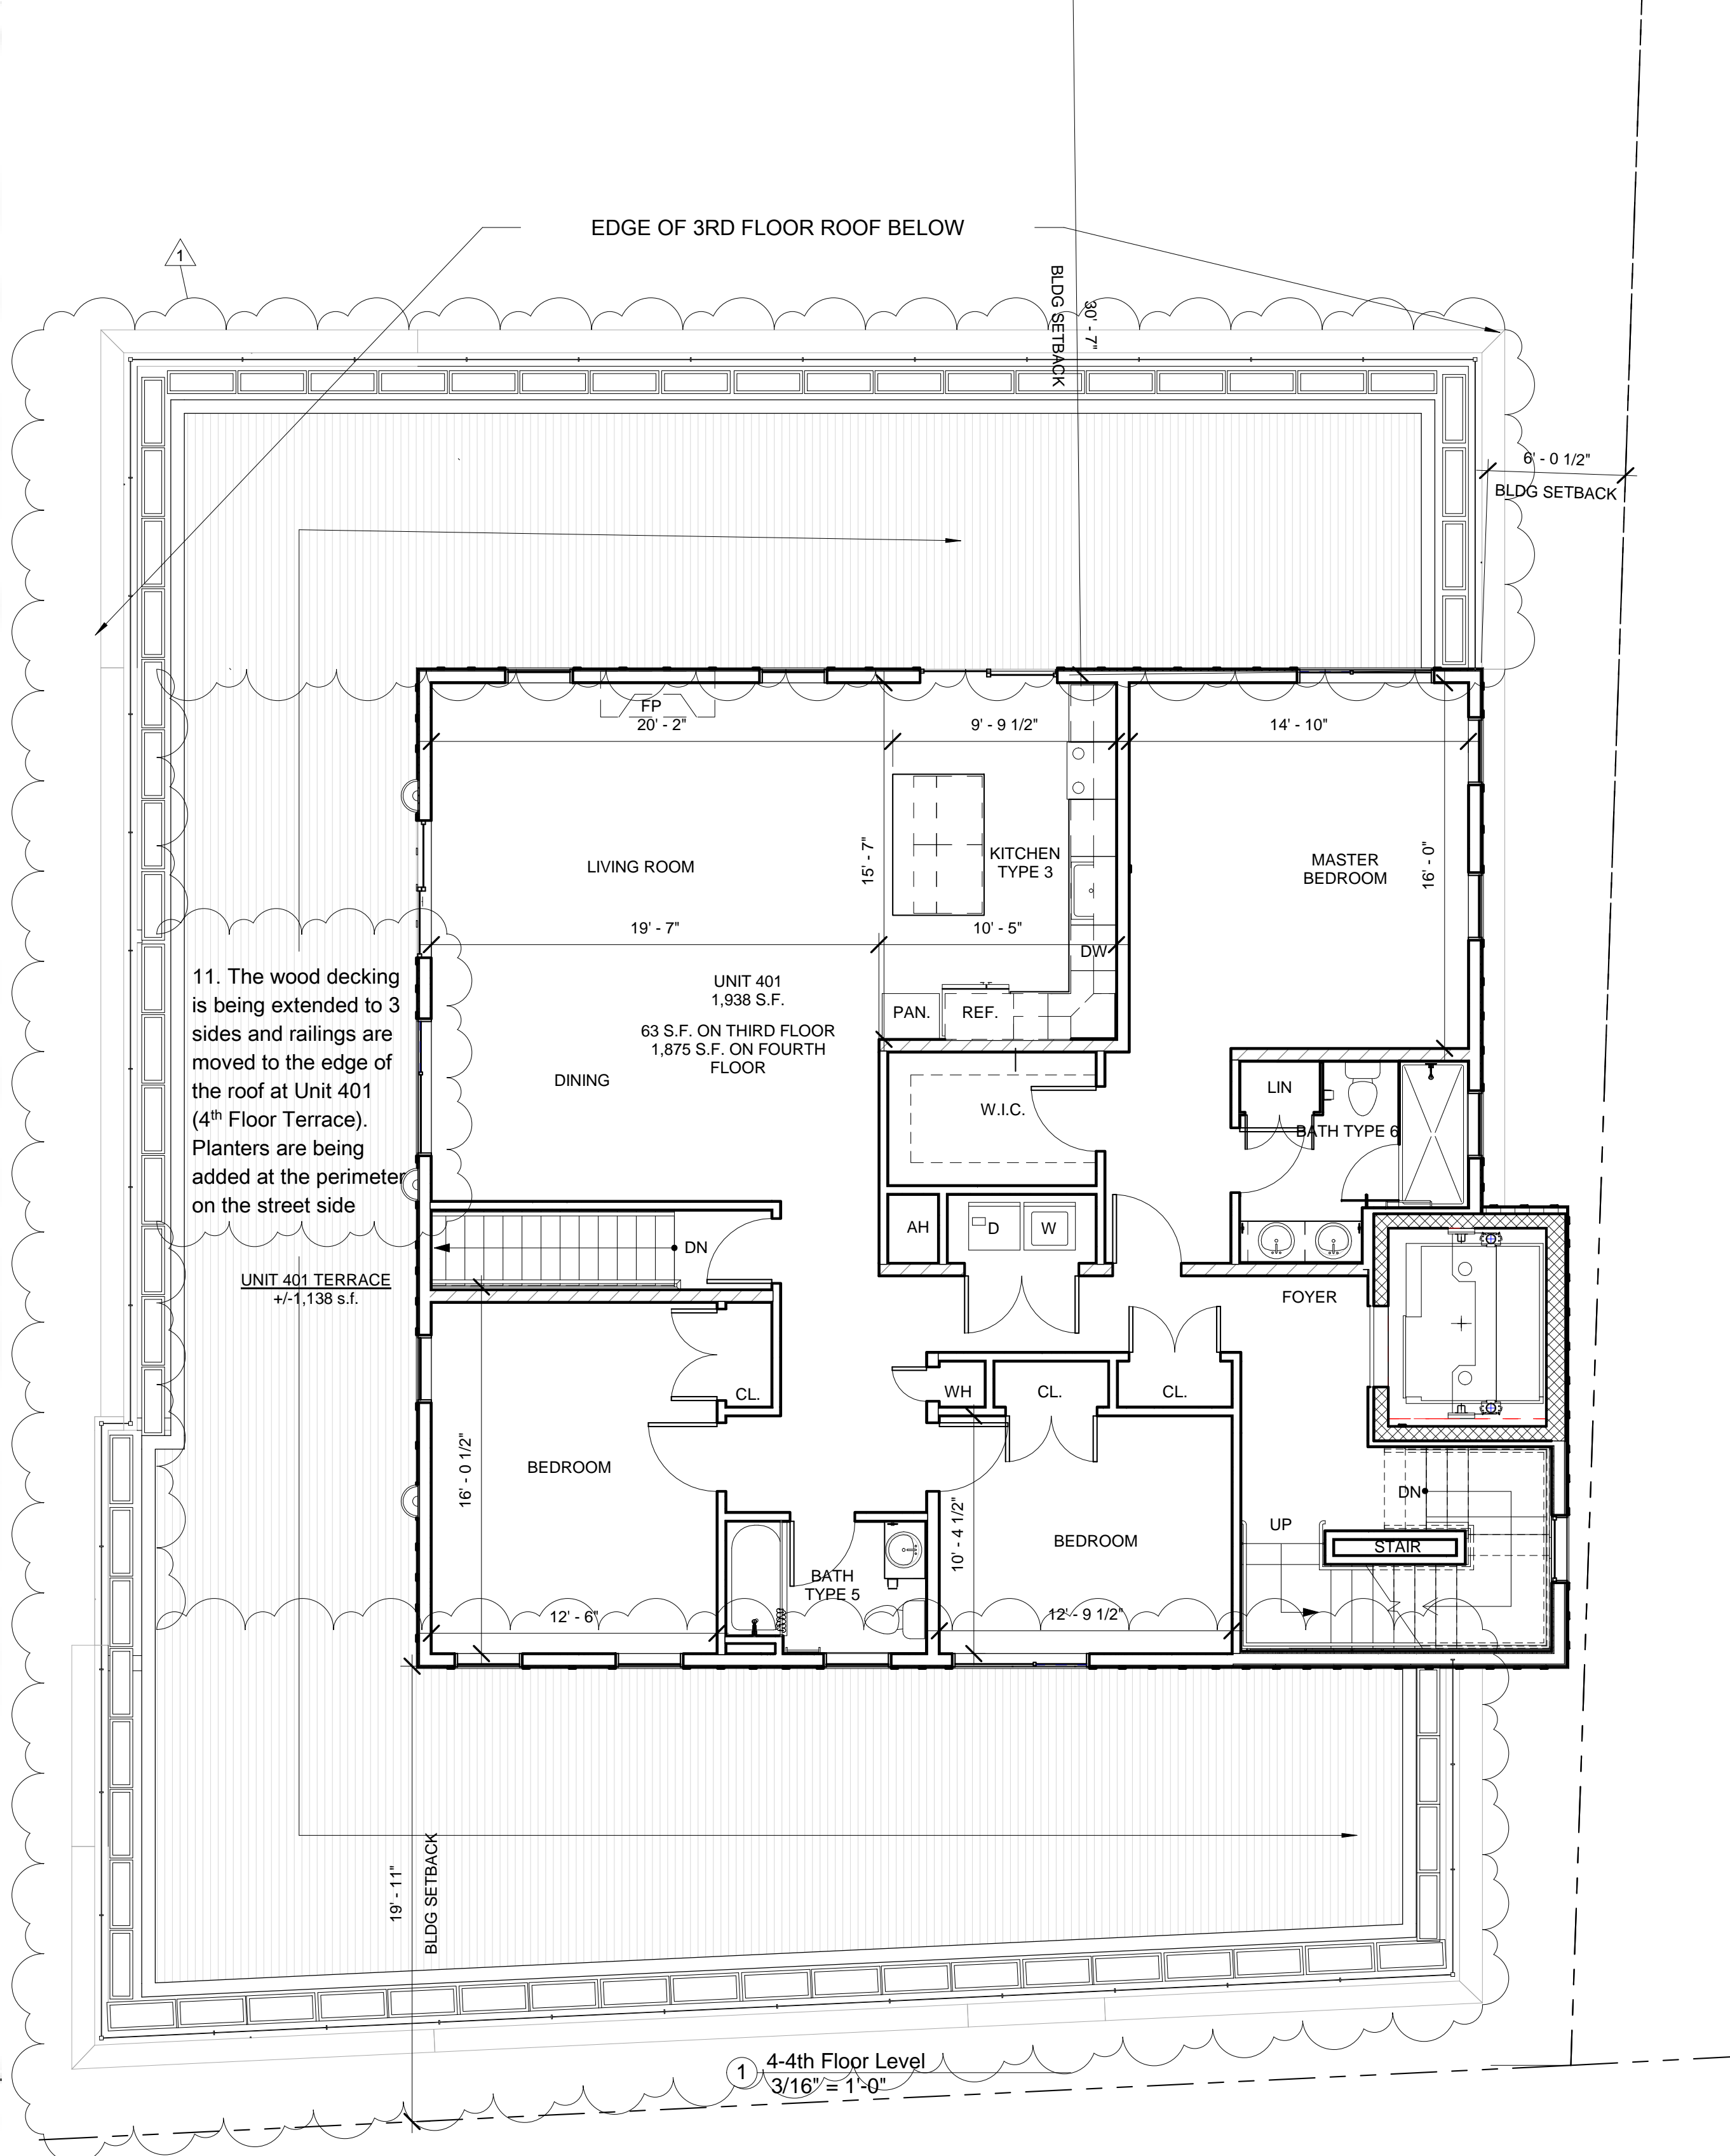 EDGE OF 3RD FLOOR ROOF BELOW
1
30' - 7"
BLDG SETBACK
6' - 0 1/2"
BLDG SETBACK
FP
20' - 2"
9' - 9 1/2"
14' - 10"
LIVING ROOM
15' - 7"
KITCHEN
TYPE 3
MASTER
BEDROOM
16' - 0"
19' - 7"
10' - 5"
DW
11. The wood decking
is being extended to 3
sides and railings are
moved to the edge of
the roof at Unit 401
(4th Floor Terrace).
Planters are being
added at the perimeter
on the street side
UNIT 401
1,938 S.F.
63 S.F. ON THIRD FLOOR
1,875 S.F. ON FOURTH
FLOOR
PAN.
REF.
DINING
W.I.C.
LIN
BATH TYPE 6
AH
D
W
DN
UNIT 401 TERRACE
+/-1,138 s.f.
FOYER
CL.
WH
CL.
CL.
BEDROOM
16' - 0 1/2"
DN
UP
STAIR
10' - 4 1/2"
BEDROOM
BATH
TYPE 5
12' - 6"
12' - 9 1/2"
19' - 11"
BLDG SETBACK
1
4-4th Floor Level
3/16" = 1'-0"